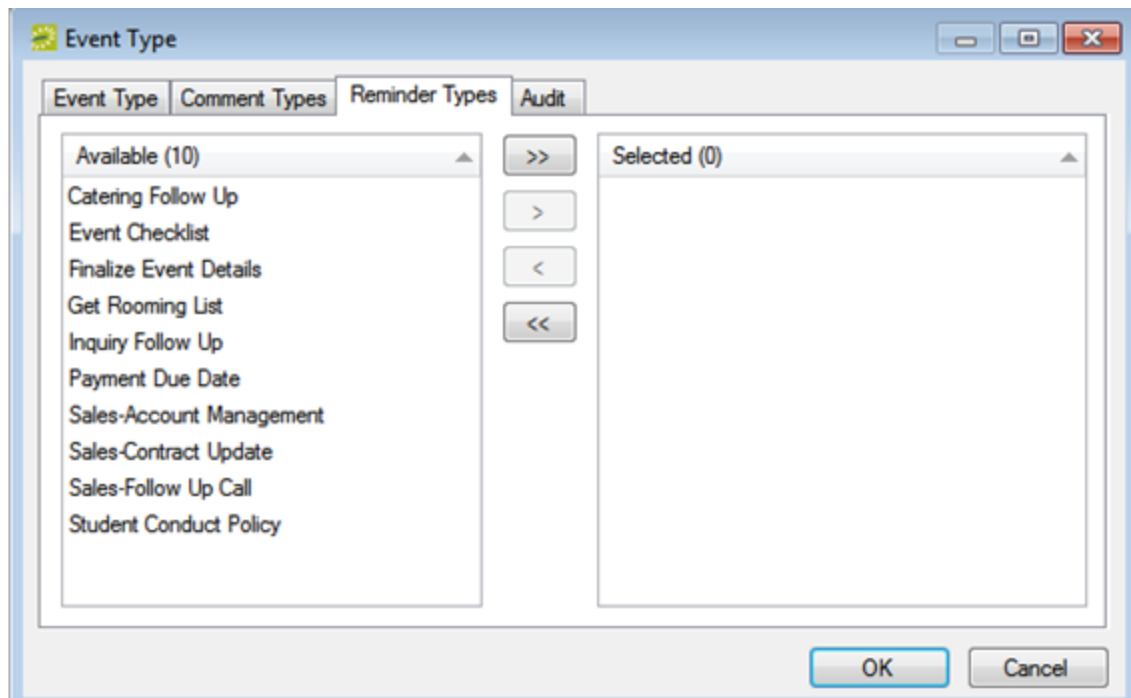 Event Type
Event Type Comment Types Reminder Types Audit
Available (10)
Catering Follow Up
Event Checklist
Finalize Event Details
Get Rooming List
Inquiry Follow Up
Payment Due Date
Sales-Account Management
Sales-Contract Update
Sales-Follow Up Call
Student Conduct Policy
>>
>
<
<<
Selected (0)
OK Cancel